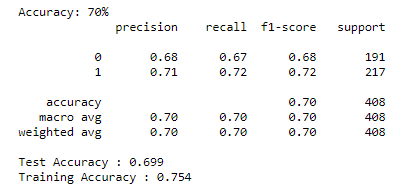 Accuracy: 70%
precision recall f1-score support
0 0.68 0.67 0.68 191
1 0.71 0.72 0.72 217
accuracy 0.70 408
macro avg 0.70 0.70 0.70 408
weighted avg 0.70 0.70 0.70 408
Test Accuracy : 0.699
Training Accuracy : 0.754